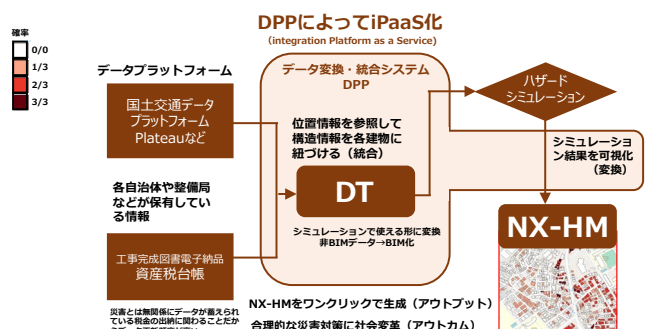 DPPによってiPaaS化
(integration Platform as a Service)
確率
0/0
1/3
2/3
3/3
データプラットフォーム
国土交通データ
プラットフォーム
Plateauなど
各自治体や整備局
などが保有してい
る情報
工事完成図書電子納品
資産税台帳
災害とは無関係にデータが蓄えられ
ている税金の出納に関わることだか
データ変換・統合システム
DPP
位置情報を参照して
構造情報を各建物に
紐づける（統合）
DT
シミュレーションで使える形に変換
非BIMデータ→BIM化
ハザード
シミュレーション
シミュレーショ
ン結果を可視化
（変換）
NX-HM
NX-HMをワンクリックで生成（アウトプット）
合理的な災害対策に社会変革（アウトカム）